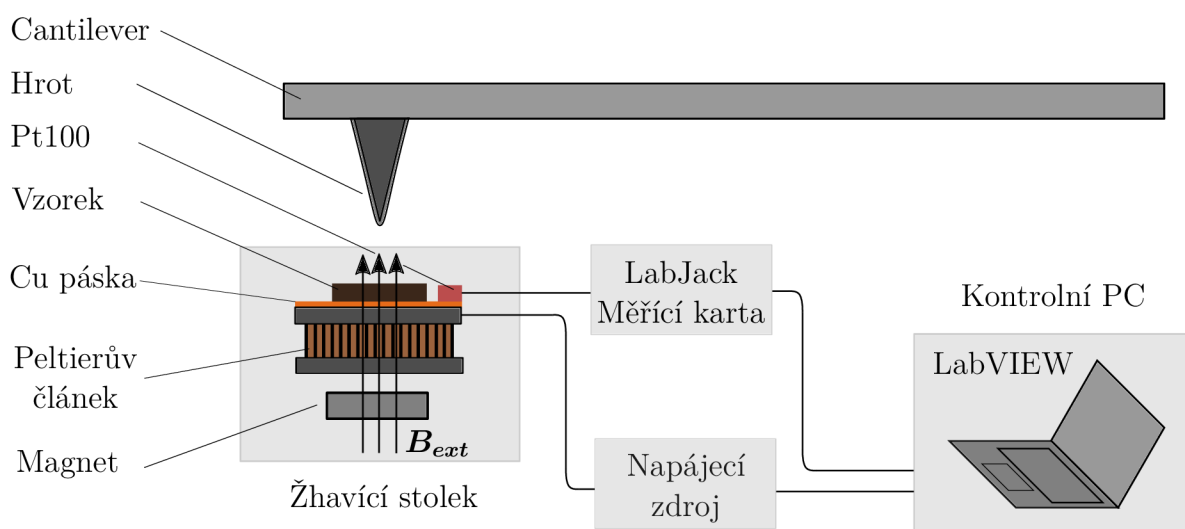 Cantilever
Hrot
Pt100
Vzorek
Cu páska
Peltierův
článek
Magnet
B_ext
Žhavící stolek
LabJack
Měřící karta
Napájecí
zdroj
Kontrolní PC
LabVIEW